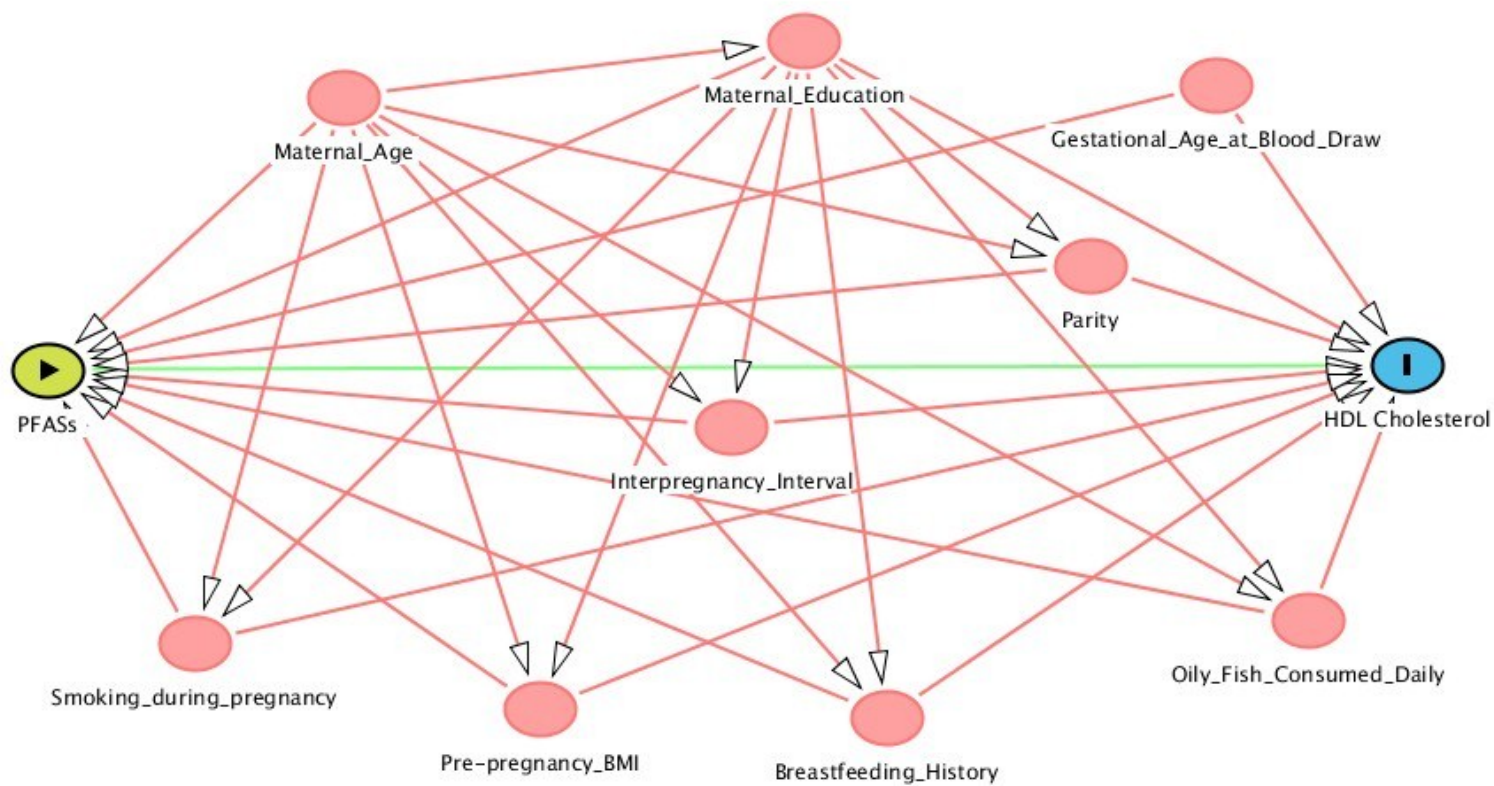 Maternal_Education
Maternal_Age
Gestational_Age_at_Blood_Draw
Parity
PFASs
HDL Cholesterol
Interpregnancy_Interval
Smoking_during_pregnancy
Oily_Fish_Consumed_Daily
Pre-pregnancy_BMI
Breastfeeding_History